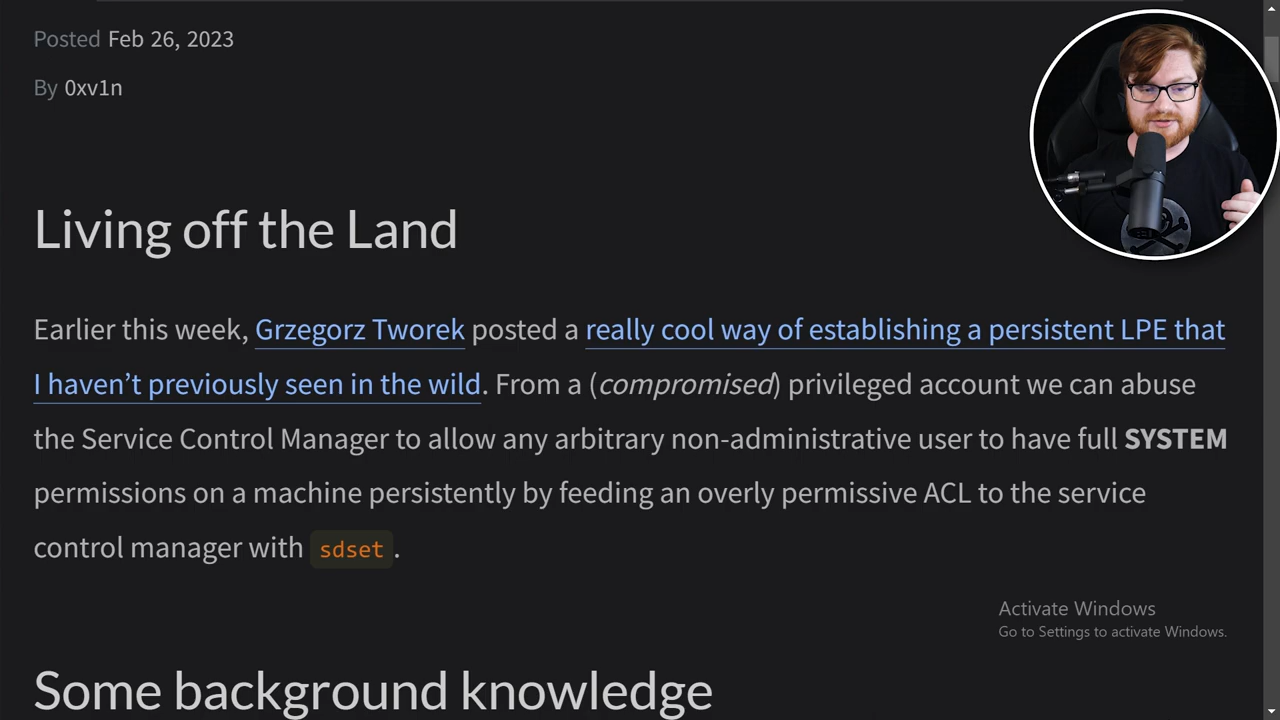 Posted Feb 26, 2023
By 0xv1n
Living off the Land
Earlier this week, Grzegorz Tworek posted a really cool way of establishing a persistent LPE that
I haven’t previously seen in the wild. From a (compromised) privileged account we can abuse
the Service Control Manager to allow any arbitrary non-administrative user to have full SYSTEM
permissions on a machine persistently by feeding an overly permissive ACL to the service
control manager with sdset.
Activate Windows
Go to Settings to activate Windows.
Some background knowledge